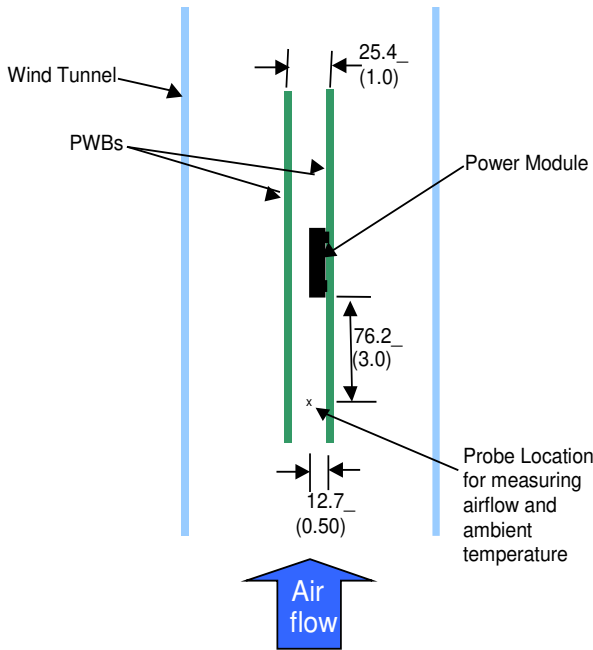 25.4_
(1.0)
Wind Tunnel
PWBs
Power Module
76.2_
(3.0)
x
Probe Location
for measuring
airflow and
ambient
temperature
12.7_
(0.50)
Air
flow